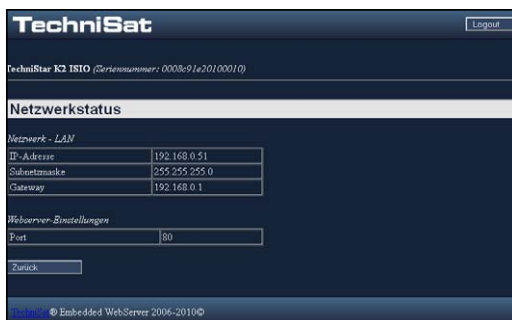 TechniSat
Logout
TechniStar K2 ISIO (Seriennummer: 0008c91e20100010)
Netzwerkstatus
Netzwerk - LAN
IP-Adresse 192.168.0.51
Subnetzmaske 255.255.255.0
Gateway 192.168.0.1
Webserver-Einstellungen
Port 80
Zurück
TechniSat® Embedded WebServer 2006-2010©